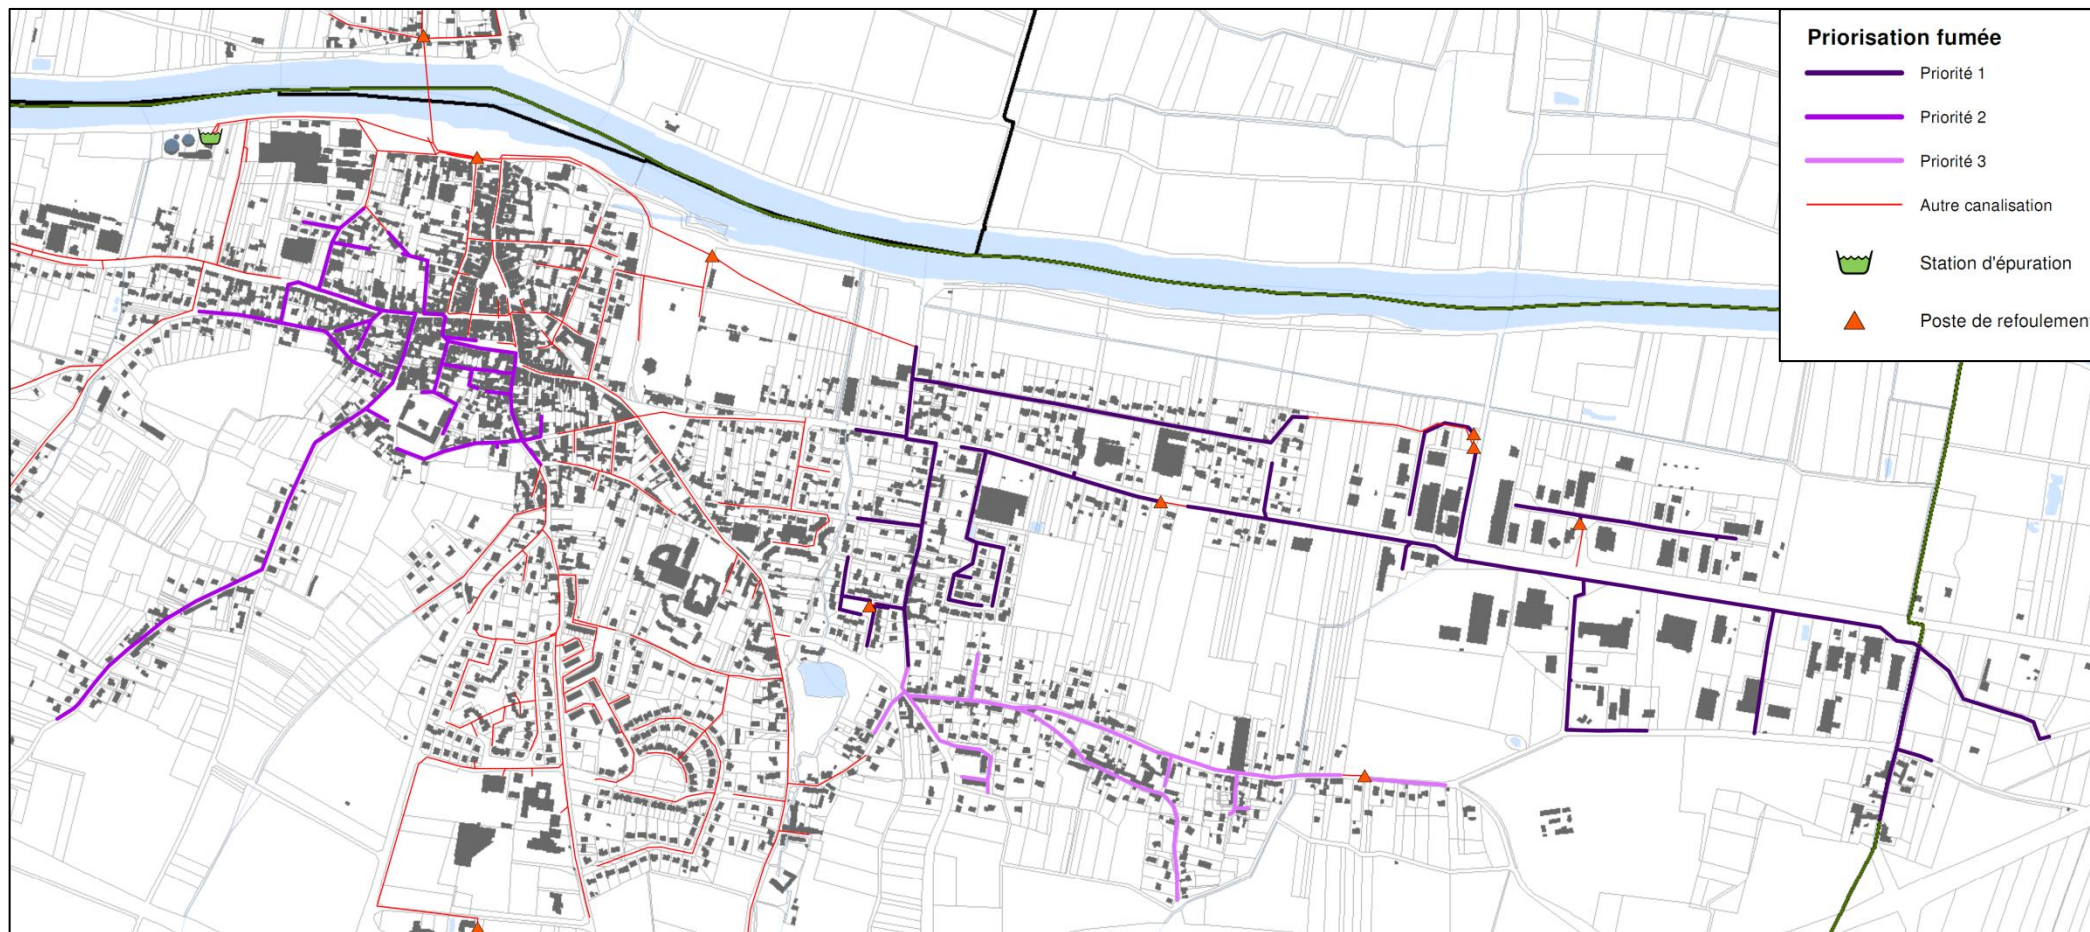 Priorisation fumée
Priorité 1
Priorité 2
Priorité 3
Autre canalisation
Station d'épuration
Poste de refoulement